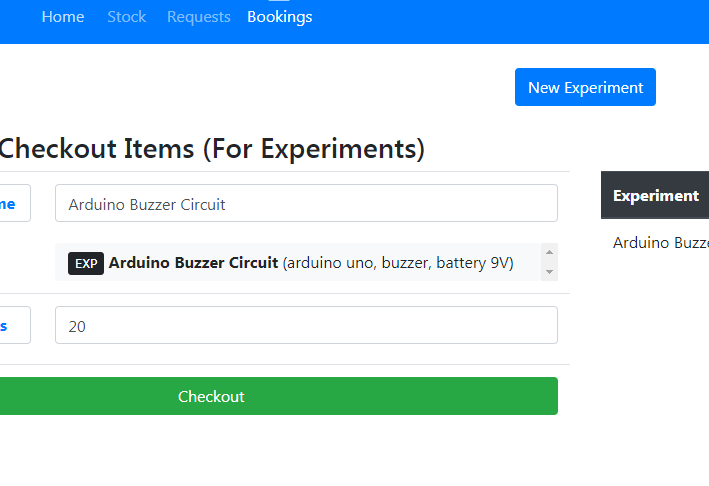 Home Stock Requests Bookings
New Experiment
Checkout Items (For Experiments)
me Arduino Buzzer Circuit
Experiment
EXP Arduino Buzzer Circuit (arduino uno, buzzer, battery 9V)
Arduino Buzze
s 20
Checkout